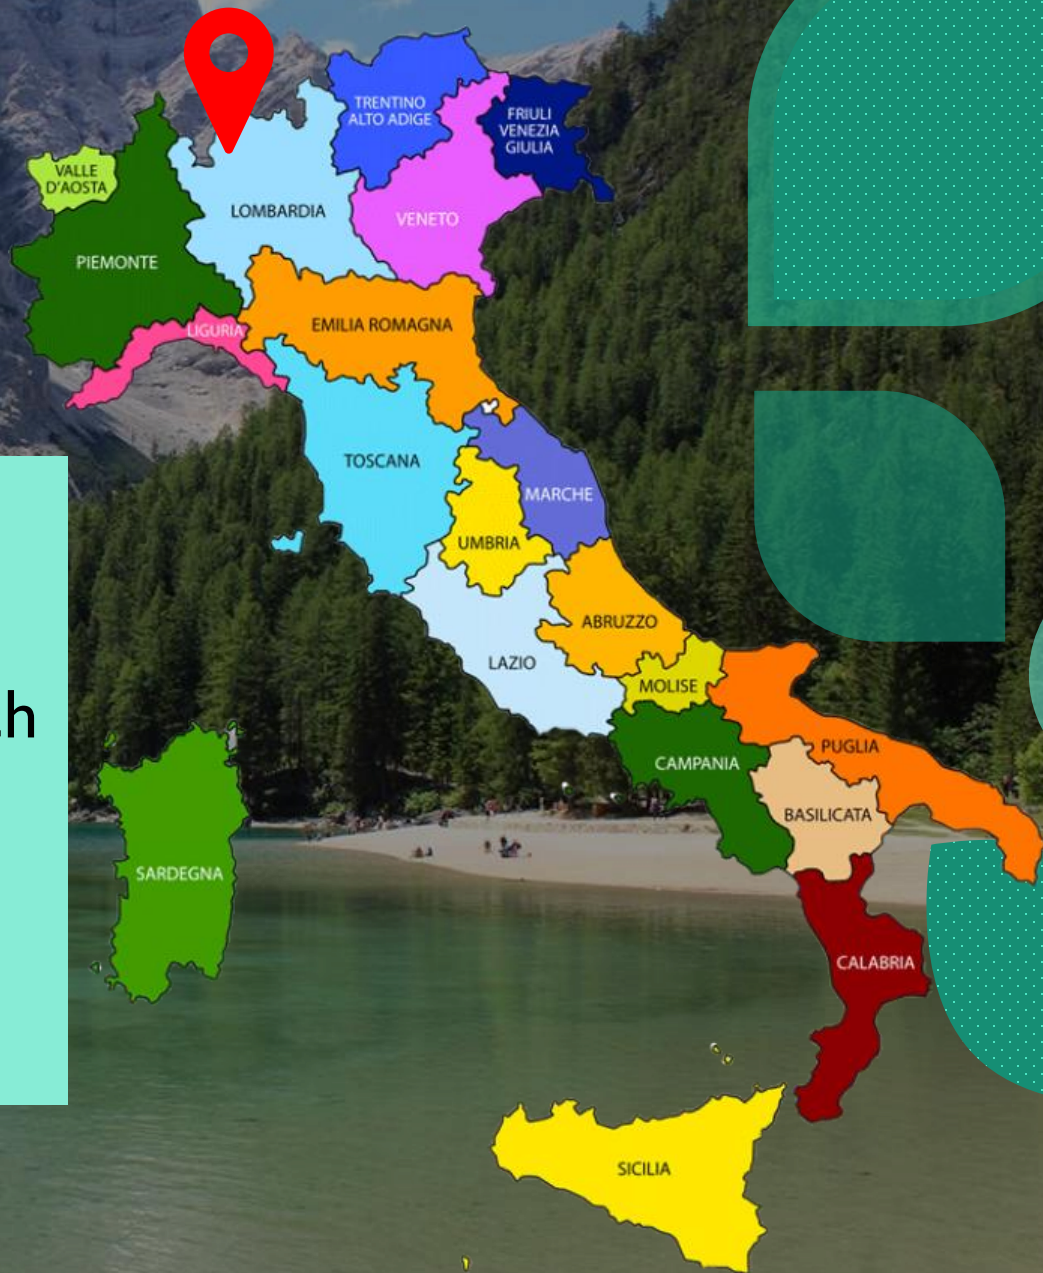 TRENTINO
ALTO ADIGE
FRIULI
VENEZIA
GIULIA
VALLE
D'AOSTA
LOMBARDIA
VENETO
PIEMONTE
LIGURIA
EMILIA ROMAGNA
TOSCANA
MARCHE
UMBRIA
ABRUZZO
LAZIO
MOLISE
PUGLIA
CAMPANIA
BASILICATA
SARDEGNA
CALABRIA
SICILIA